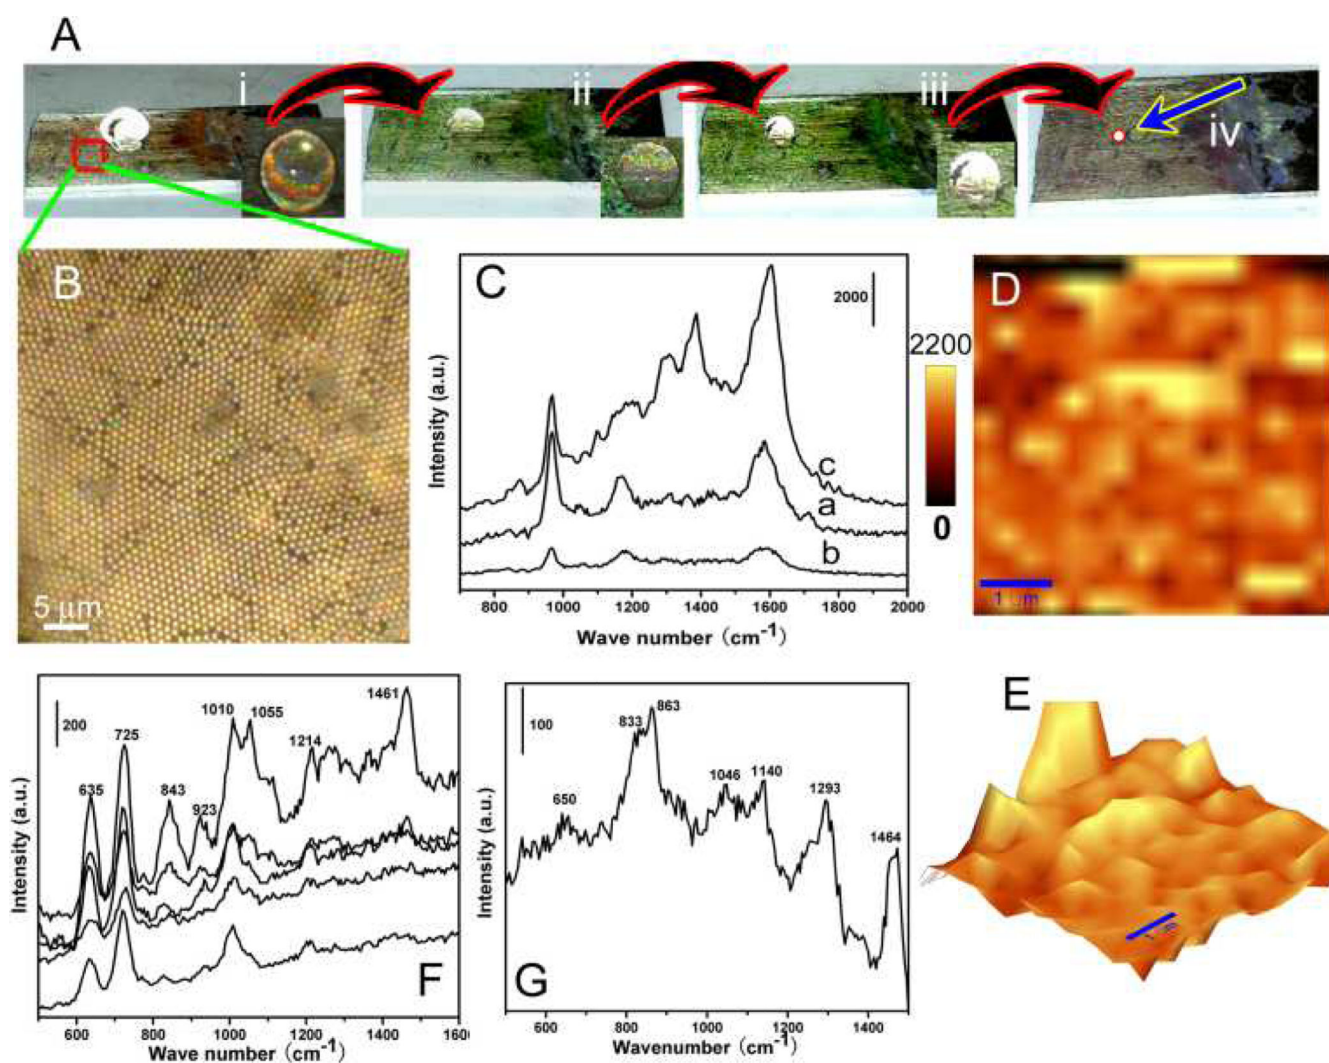 A
i
ii
iii
iv
B
5 μm
C
2000
Intensity (a.u.)
c
a
b
800 1000 1200 1400 1600 1800 2000
Wave number (cm-1)
2200
0
D
1 μm
E
F
200
635
725
843
923
1010
1055
1214
1461
Intensity (a.u.)
600 800 1000 1200 1400 1600
Wave number (cm-1)
G
100
650
833
863
1046
1140
1293
1464
Intensity (a.u.)
600 800 1000 1200 1400
Wavenumber (cm-1)